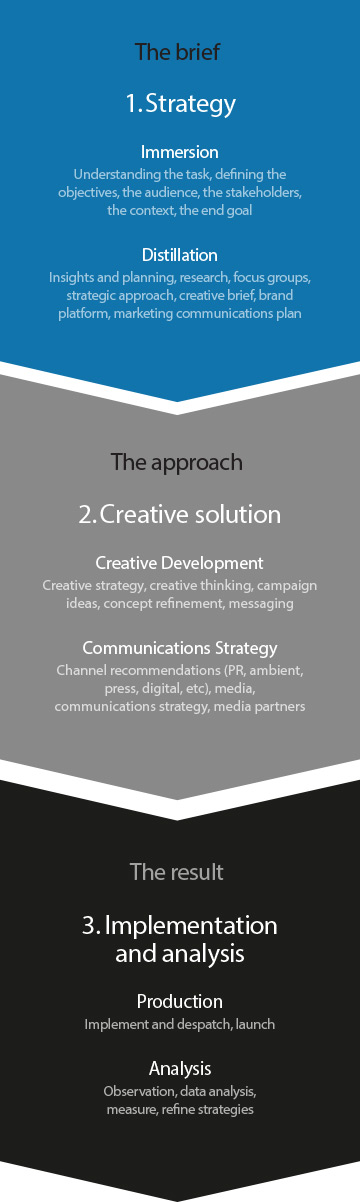 The brief
1. Strategy
Immersion
Understanding the task, defining the
objectives, the audience, the stakeholders,
the context, the end goal
Distillation
Insights and planning, research, focus groups,
strategic approach, creative brief, brand
platform, marketing communications plan
The approach
2. Creative solution
Creative Development
Creative strategy, creative thinking, campaign
ideas, concept refinement, messaging
Communications Strategy
Channel recommendations (PR, ambient,
press, digital, etc), media,
communications strategy, media partners
The result
3. Implementation
and analysis
Production
Implement and despatch, launch
Analysis
Observation, data analysis,
measure, refine strategies